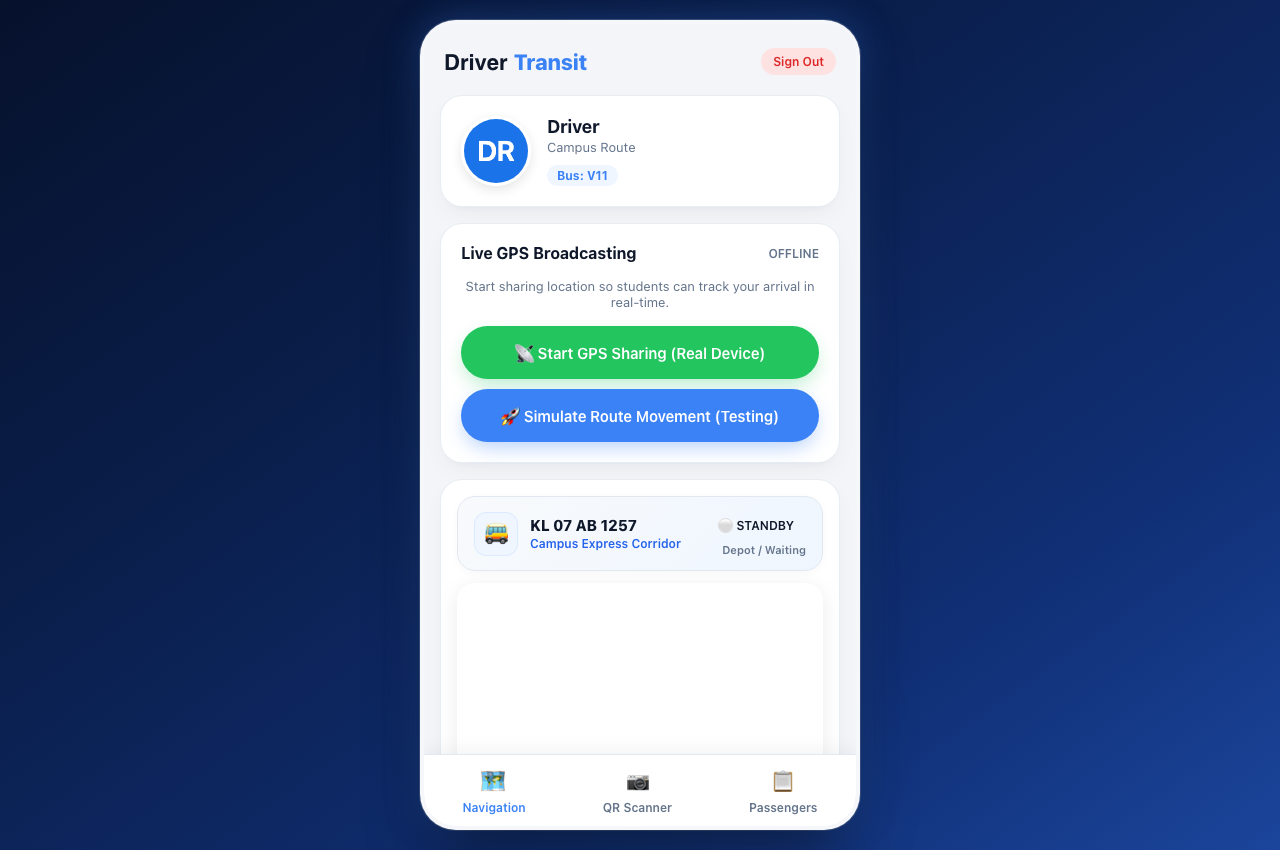 Driver Transit
Sign Out
DR
Driver
Campus Route
Bus: V11
Live GPS Broadcasting
OFFLINE
Start sharing location so students can track your arrival in
real-time.
📡 Start GPS Sharing (Real Device)
🚀 Simulate Route Movement (Testing)
KL 07 AB 1257
Campus Express Corridor
⚪ STANDBY
Depot / Waiting
Navigation
QR Scanner
Passengers